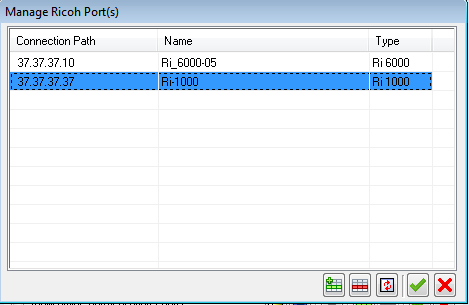 Manage Ricoh Port(s)
Connection Path Name Type
37.37.37.10 Ri_6000-05 Ri 6000
37.37.37.37 Ri-1000 Ri 1000